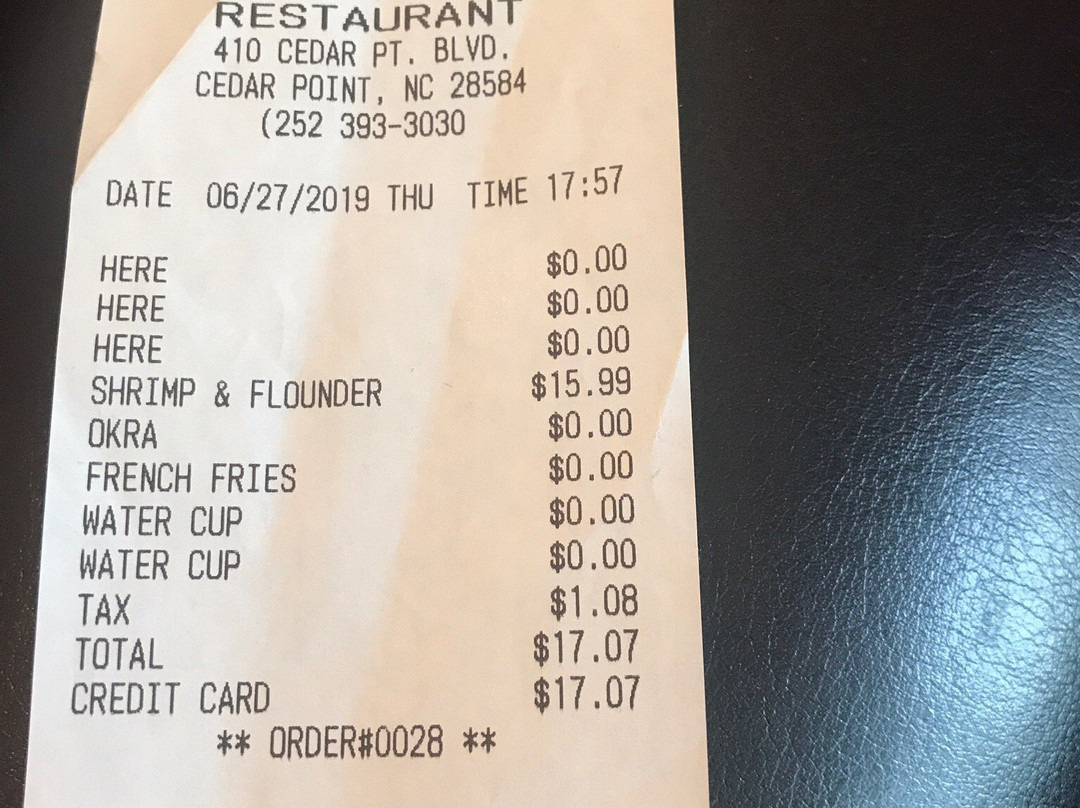 RESTAURANT
410 CEDAR PT. BLVD.
CEDAR POINT, NC 28584
(252 393-3030
DATE 06/27/2019 THU TIME 17:57
HERE $0.00
HERE $0.00
HERE $0.00
SHRIMP & FLOUNDER $15.99
OKRA $0.00
FRENCH FRIES $0.00
WATER CUP $0.00
WATER CUP $0.00
TAX $1.08
TOTAL $17.07
CREDIT CARD $17.07
** ORDER#0028 **